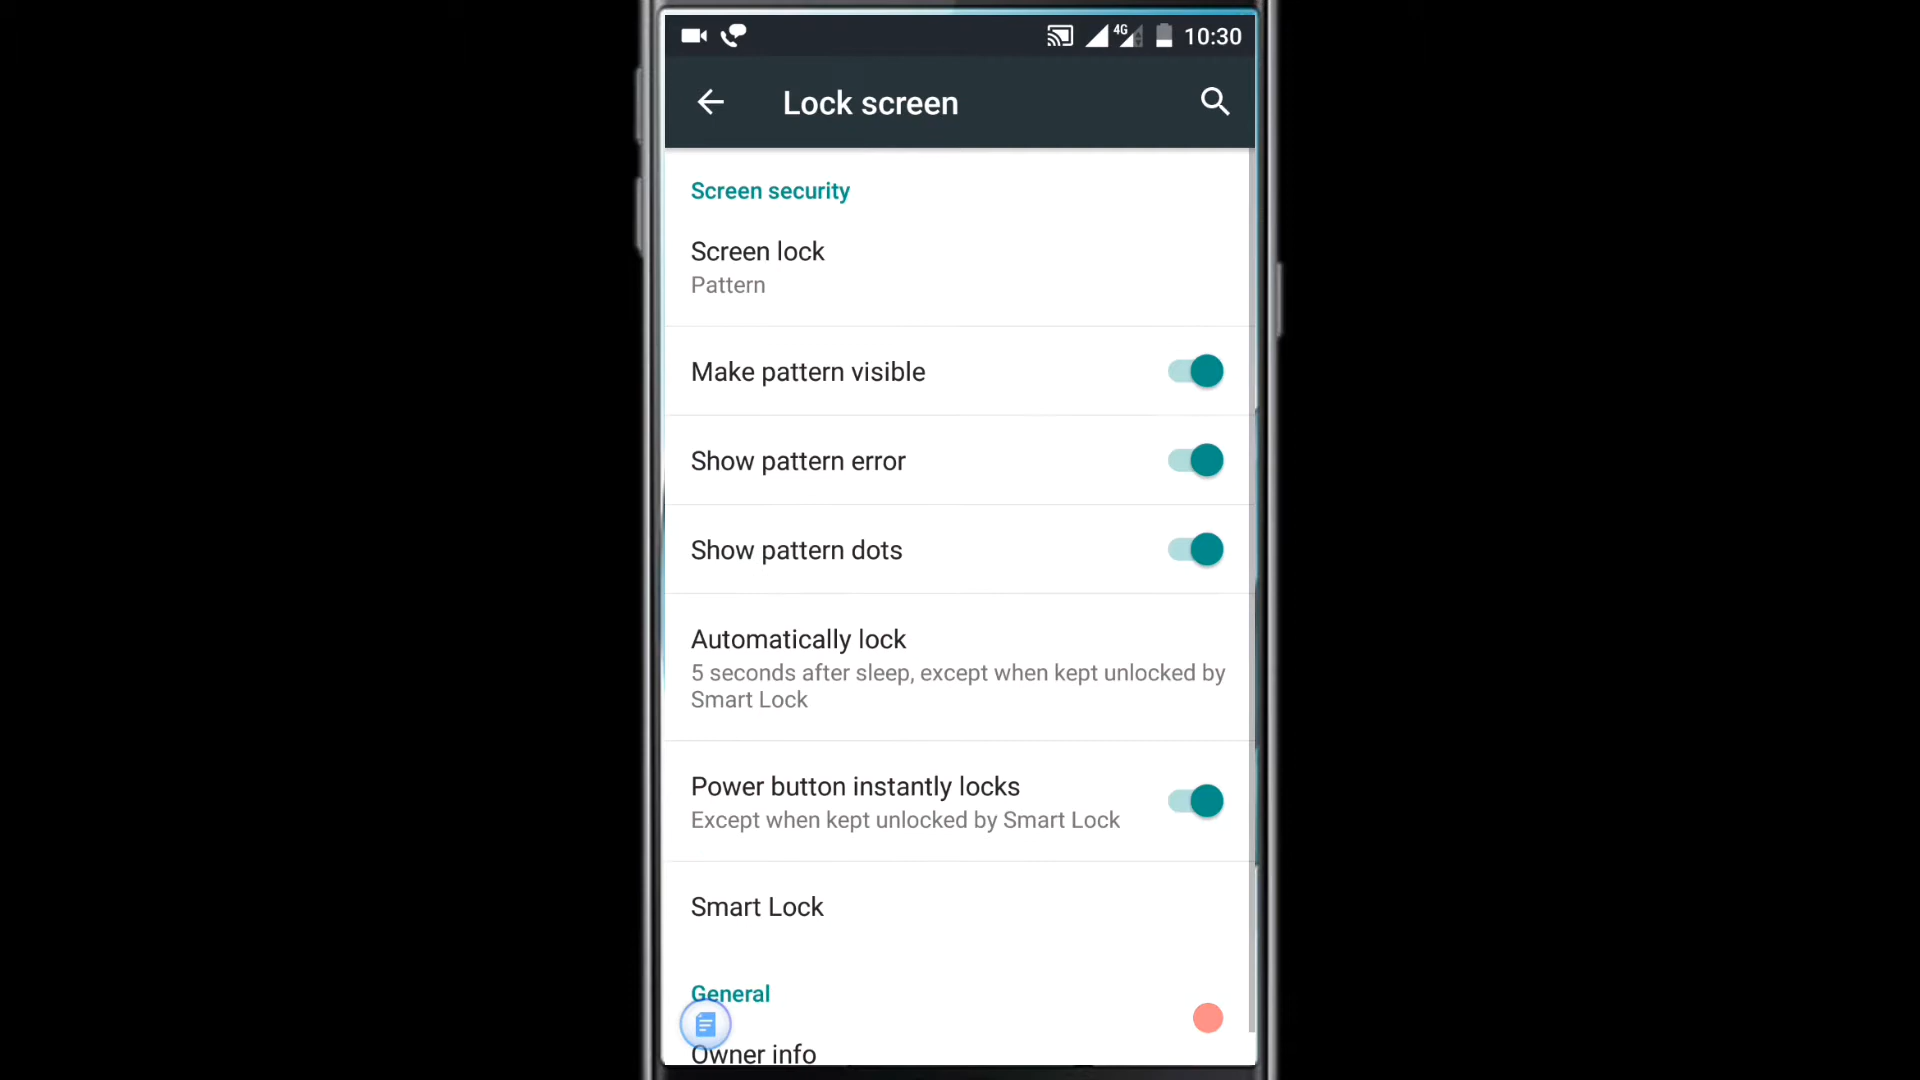 4G
10:30
Lock screen
Screen security
Screen lock
Pattern
Make pattern visible
Show pattern error
Show pattern dots
Automatically lock
5 seconds after sleep, except when kept unlocked by
Smart Lock
Power button instantly locks
Except when kept unlocked by Smart Lock
Smart Lock
General
Owner info